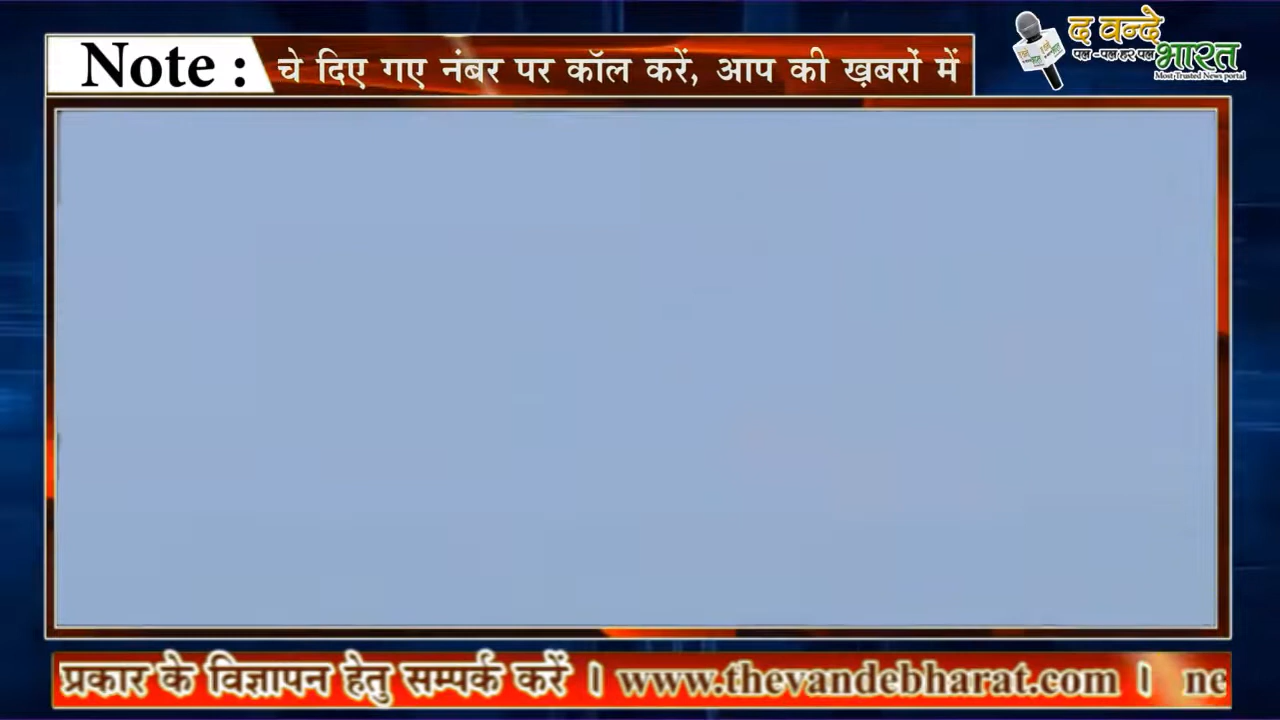 Note : चे दिए गए नंबर पर कॉल करें, आप की ख़बरों में
द वन्दे
पल - पल हर पल
भारत
Most Trusted News portal
प्रकार के विज्ञापन हेतु सम्पर्क करें । www.thevandebharat.com । ne